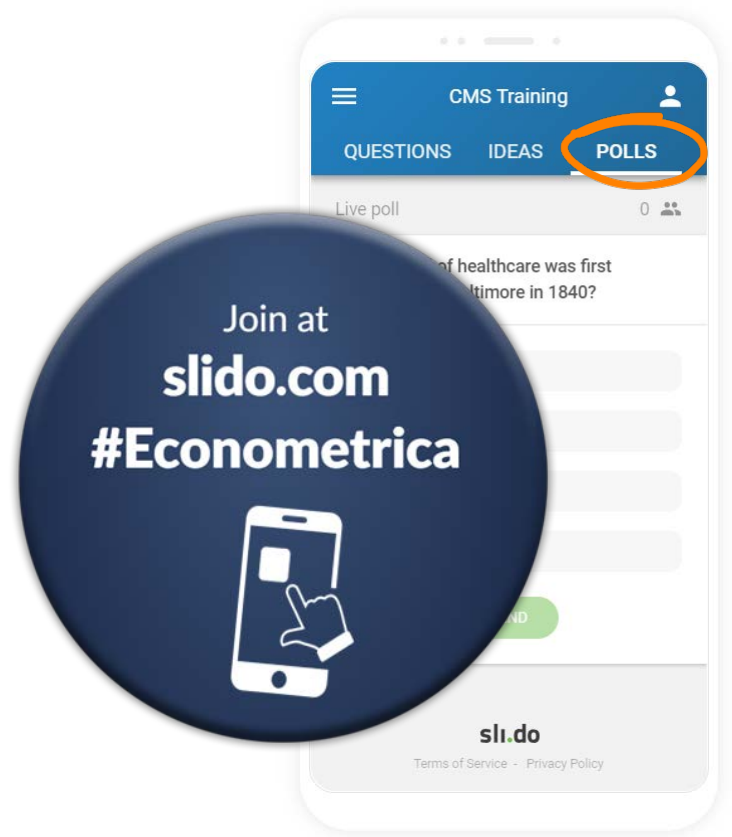 CMS Training
QUESTIONS IDEAS POLLS
Live poll 0
of healthcare was first
in 1840?
Join at
slido.com
#Econometrica
sli.do
Terms of Service - Privacy Policy